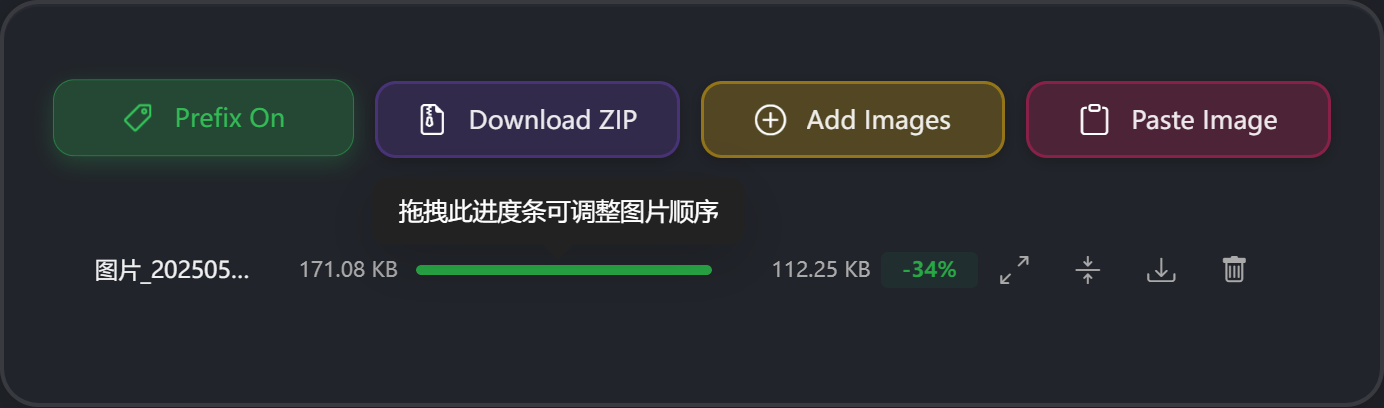 Prefix On
Download ZIP
Add Images
Paste Image
拖拽此进度条可调整图片顺序
图片_202505...
171.08 KB
112.25 KB
-34%